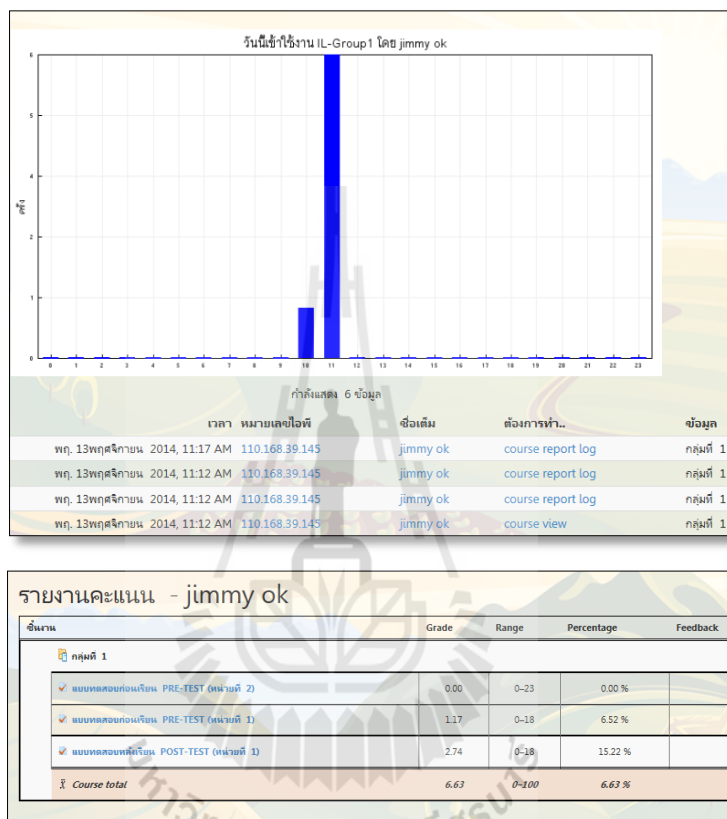 วันนี้เข้าใช้งาน IL-Group1 โดย jimmy ok
6
5
4
ครั้ง
2
1
0
0 1 2 3 4 5 6 7 8 9 10 11 12 13 14 15 16 17 18 19 20 21 22 23
กำลังแสดง 6 ข้อมูล
เวลา หมายเลขไอพี ชื่อเต็ม ต้องการทำ.. ข้อมูล
พฤ. 13พฤศจิกายน 2014, 11:17 AM 110.168.39.145 jimmy ok course report log กลุ่มที่ 1
พฤ. 13พฤศจิกายน 2014, 11:12 AM 110.168.39.145 jimmy ok course report log กลุ่มที่ 1
พฤ. 13พฤศจิกายน 2014, 11:12 AM 110.168.39.145 jimmy ok course report log กลุ่มที่ 1
พฤ. 13พฤศจิกายน 2014, 11:12 AM 110.168.39.145 jimmy ok course view กลุ่มที่ 1
รายงานคะแนน - jimmy ok
ชิ้นงาน Grade Range Percentage Feedback
กลุ่มที่ 1
แบบทดสอบก่อนเรียน PRE-TEST (หน่วยที่ 2) 0.00 0–23 0.00 %
แบบทดสอบก่อนเรียน PRE-TEST (หน่วยที่ 1) 1.17 0–18 6.52 %
แบบทดสอบหลังเรียน POST-TEST (หน่วยที่ 1) 2.74 0–18 15.22 %
x̄ Course total 6.63 0–100 6.63 %